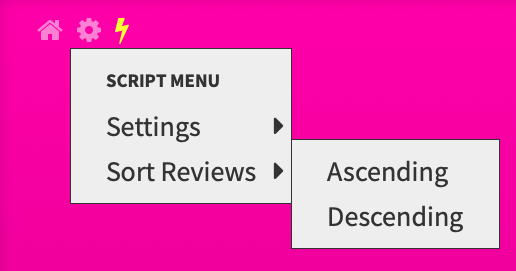 SCRIPT MENU
Settings
Sort Reviews
Ascending
Descending